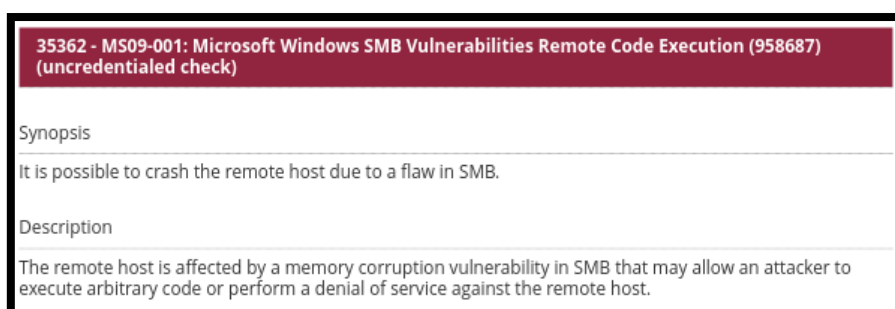 35362 - MS09-001: Microsoft Windows SMB Vulnerabilities Remote Code Execution (958687)
(uncredentialed check)
Synopsis
It is possible to crash the remote host due to a flaw in SMB.
Description
The remote host is affected by a memory corruption vulnerability in SMB that may allow an attacker to
execute arbitrary code or perform a denial of service against the remote host.